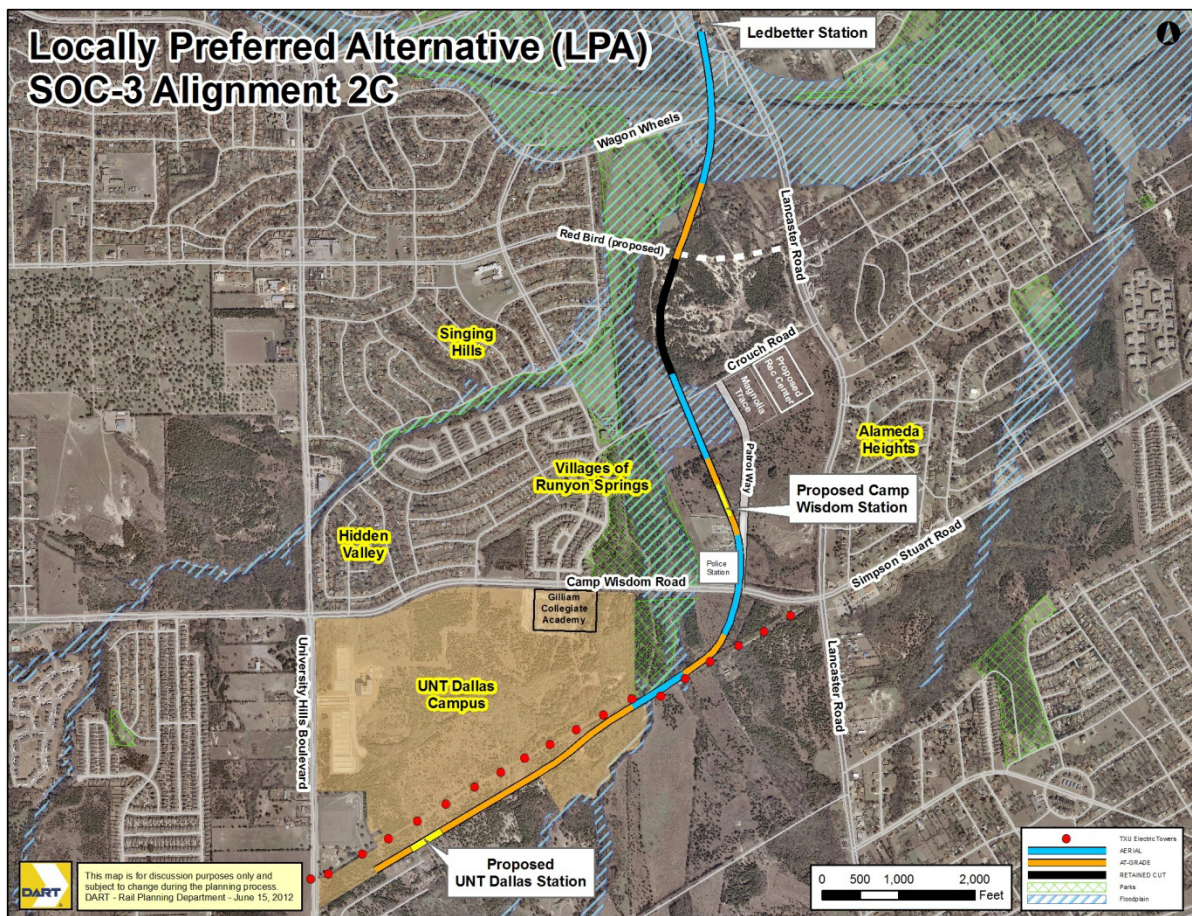 Locally Preferred Alternative (LPA)
SOC-3 Alignment 2C
Ledbetter Station
Wagon Wheels
Lancaster Road
Red Bird (proposed)
Singing
Hills
Crouch Road
Proposed
Rec Center
Magnolia
Trace
Patrol Way
Alameda
Heights
Villages of
Runyon Springs
Proposed Camp
Wisdom Station
Hidden
Valley
Simpson Stuart Road
Police
Station
Camp Wisdom Road
Gilliam
Collegiate
Academy
University Hills Boulevard
UNT Dallas
Campus
Lancaster Road
Proposed
UNT Dallas Station
DART
This map is for discussion purposes only and
subject to change during the planning process.
DART - Rail Planning Department - June 15, 2012
0 500 1,000 2,000
Feet
TXU Electric Towers
AERIAL
AT-GRADE
RETAINED CUT
Parks
Floodplain